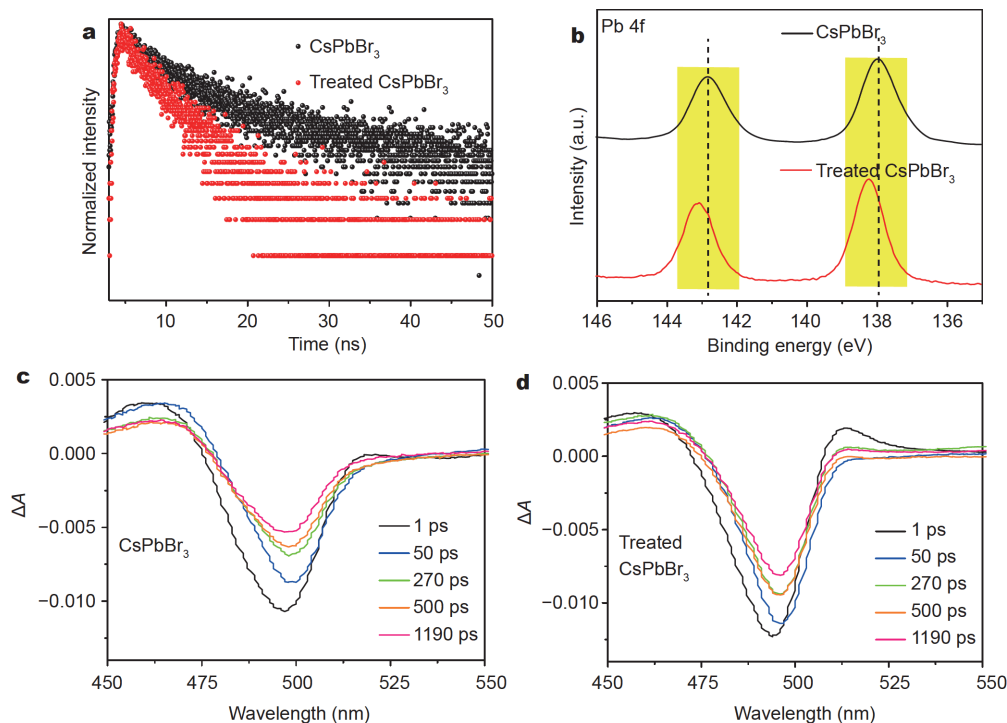 a
CsPbBr₃
Treated CsPbBr₃
Normalized intensity
10
20
30
40
50
Time (ns)
b
Pb 4f
CsPbBr₃
Treated CsPbBr₃
Intensity (a.u.)
146
144
142
140
138
136
Binding energy (eV)
c
0.005
0.000
−0.005
−0.010
ΔA
CsPbBr₃
1 ps
50 ps
270 ps
500 ps
1190 ps
450
475
500
525
550
Wavelength (nm)
d
0.005
0.000
−0.005
−0.010
ΔA
Treated
CsPbBr₃
1 ps
50 ps
270 ps
500 ps
1190 ps
450
475
500
525
550
Wavelength (nm)